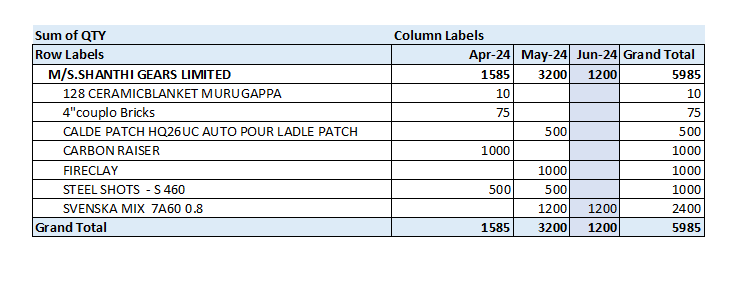 Sum of QTY Column Labels
Row Labels Apr-24 May-24 Jun-24 Grand Total
M/S.SHANTHI GEARS LIMITED 1585 3200 1200 5985
128 CERAMICBLANKET MURUGAPPA 10 10
4"couplo Bricks 75 75
CALDE PATCH HQ26UC AUTO POUR LADLE PATCH 500 500
CARBON RAISER 1000 1000
FIRECLAY 1000 1000
STEEL SHOTS - S 460 500 500 1000
SVENSKA MIX 7A60 0.8 1200 1200 2400
Grand Total 1585 3200 1200 5985